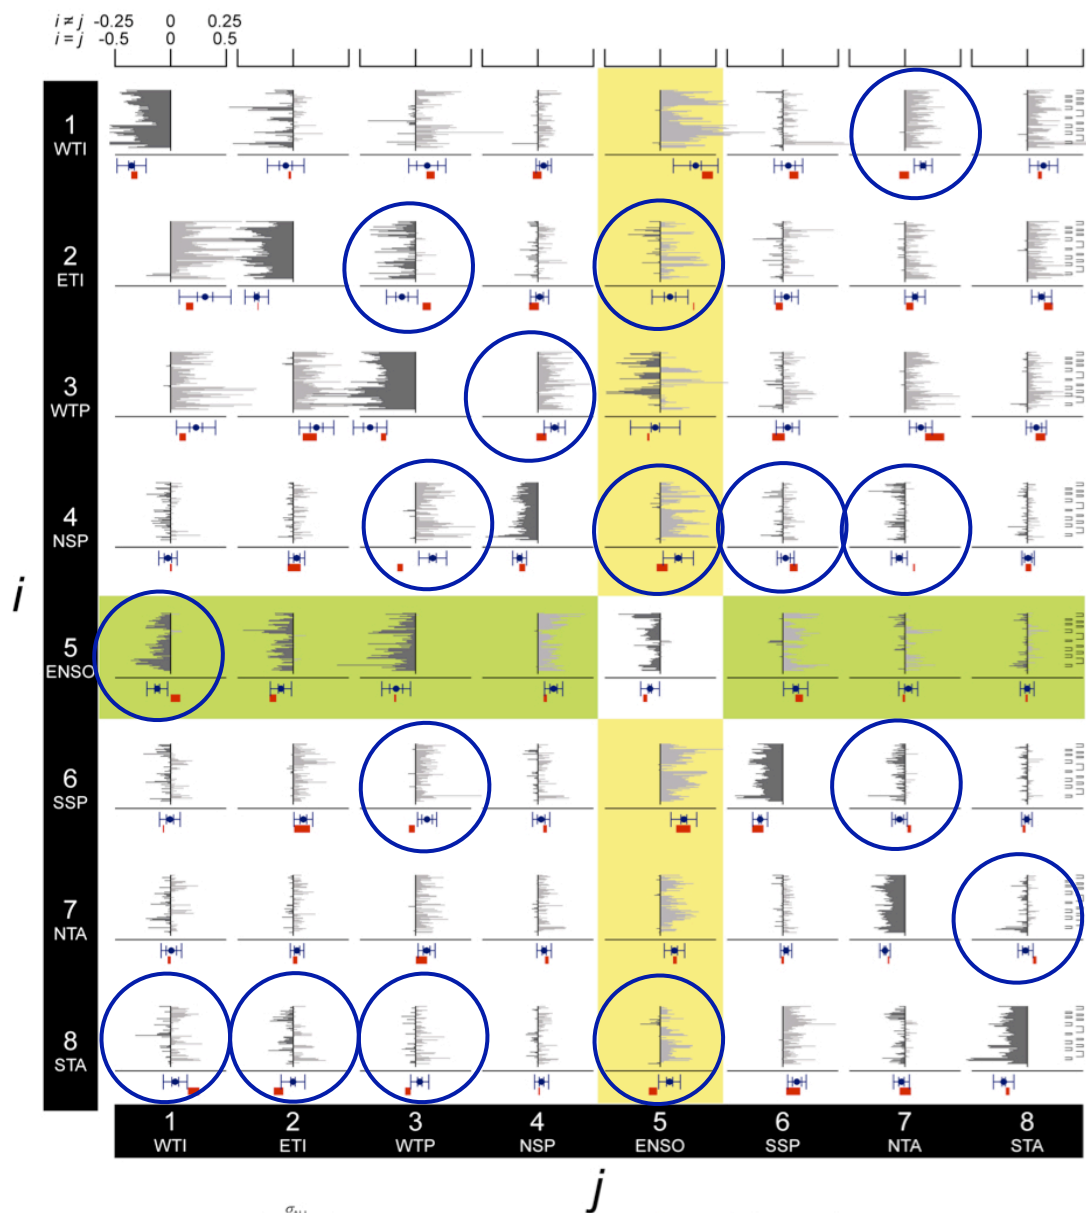 i ≠ j -0.25 0 0.25
i = j -0.5 0 0.5
1
WTI
2
ETI
3
WTP
4
NSP
i
5
ENSO
6
SSP
7
NTA
8
STA
1 2 3 4 5 6 7 8
WTI ETI WTP NSP ENSO SSP NTA STA
j